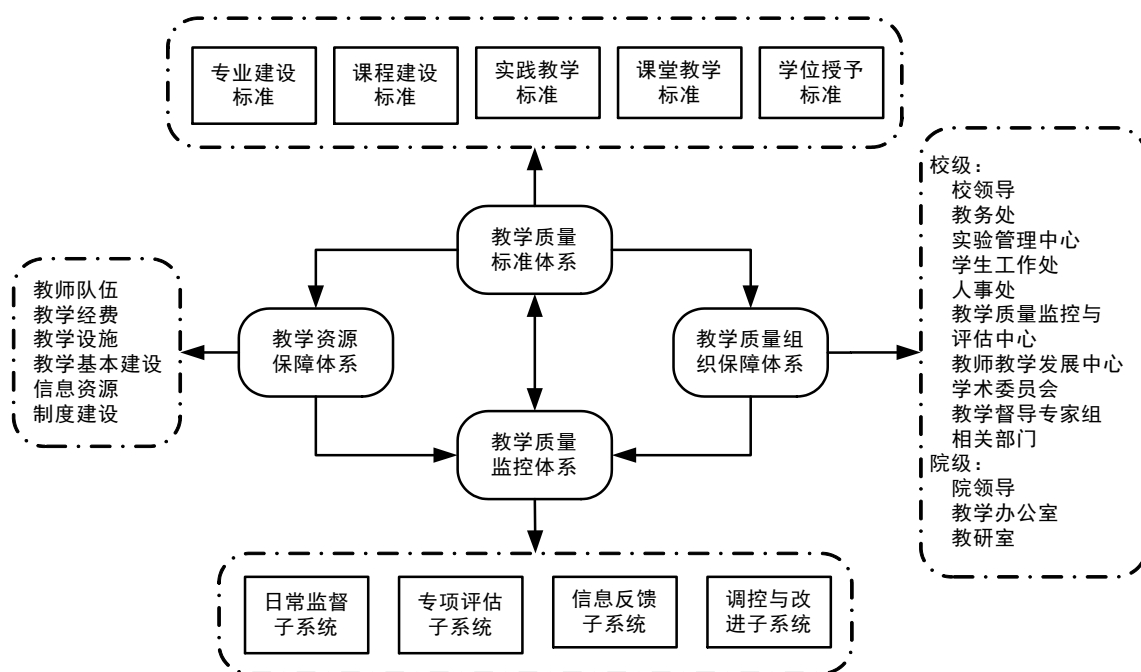 专业建设
标准
课程建设
标准
实践教学
标准
课堂教学
标准
学位授予
标准
教学质量
标准体系
教师队伍
教学经费
教学设施
教学基本建设
信息资源
制度建设
教学资源
保障体系
教学质量组
织保障体系
校级：
校领导
教务处
实验管理中心
学生工作处
人事处
教学质量监控与
评估中心
教师教学发展中心
学术委员会
教学督导专家组
相关部门
院级：
院领导
教学办公室
教研室
教学质量
监控体系
日常监督
子系统
专项评估
子系统
信息反馈
子系统
调控与改
进子系统